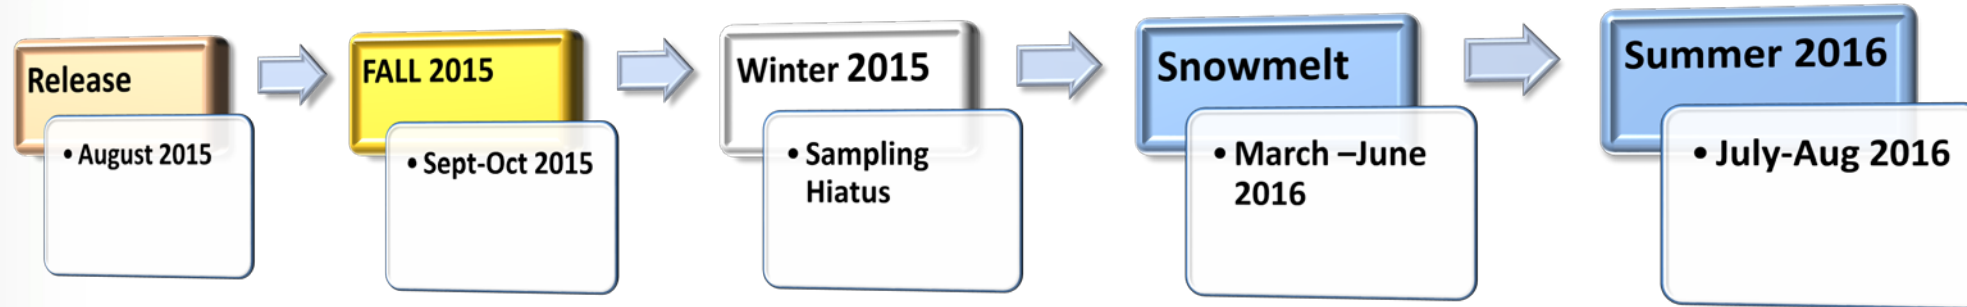 Release
• August 2015
FALL 2015
• Sept-Oct 2015
Winter 2015
• Sampling
Hiatus
Snowmelt
• March –June
2016
Summer 2016
• July-Aug 2016